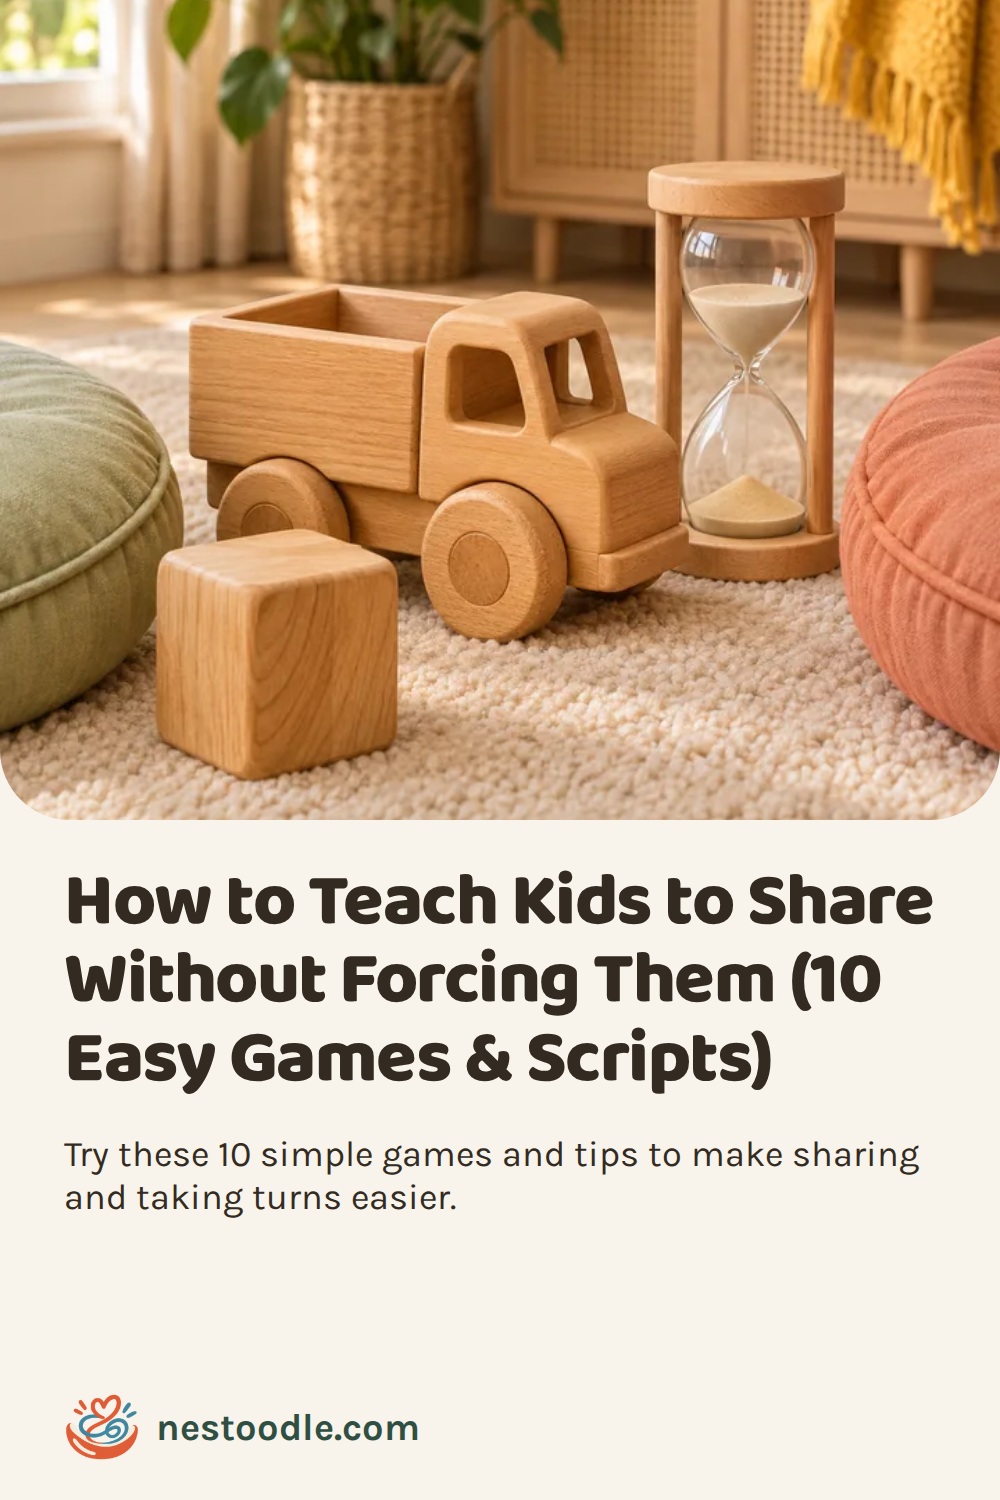 How to Teach Kids to Share
Without Forcing Them (10
Easy Games & Scripts)
Try these 10 simple games and tips to make sharing
and taking turns easier.
nestoodle.com